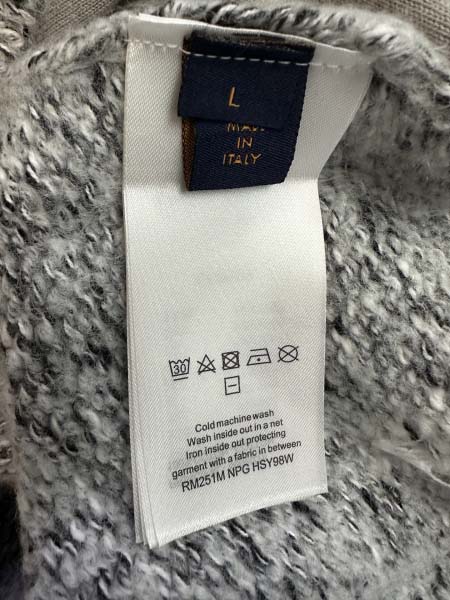 L
MADE
IN
ITALY
30
Cold machine wash
Wash inside out in a net
Iron inside out protecting
garment with a fabric in between
RM251M NPG HSY98W